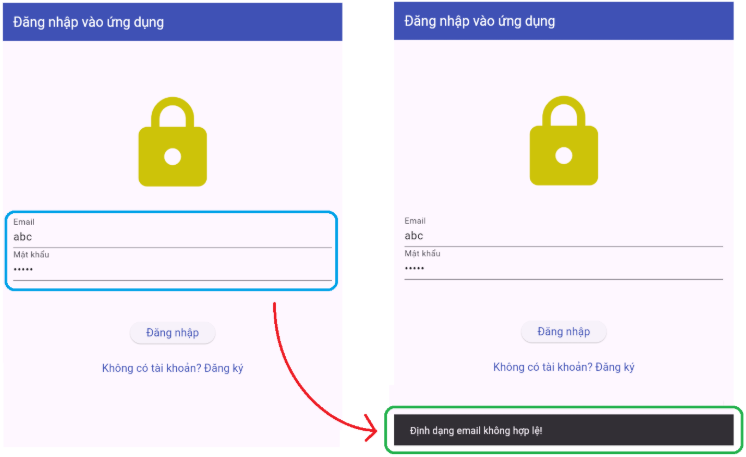 Đăng nhập vào ứng dụng
Email
abc
Mật khẩu
•••••
Đăng nhập
Không có tài khoản? Đăng ký
Đăng nhập vào ứng dụng
Email
abc
Mật khẩu
•••••
Đăng nhập
Không có tài khoản? Đăng ký
Định dạng email không hợp lệ!